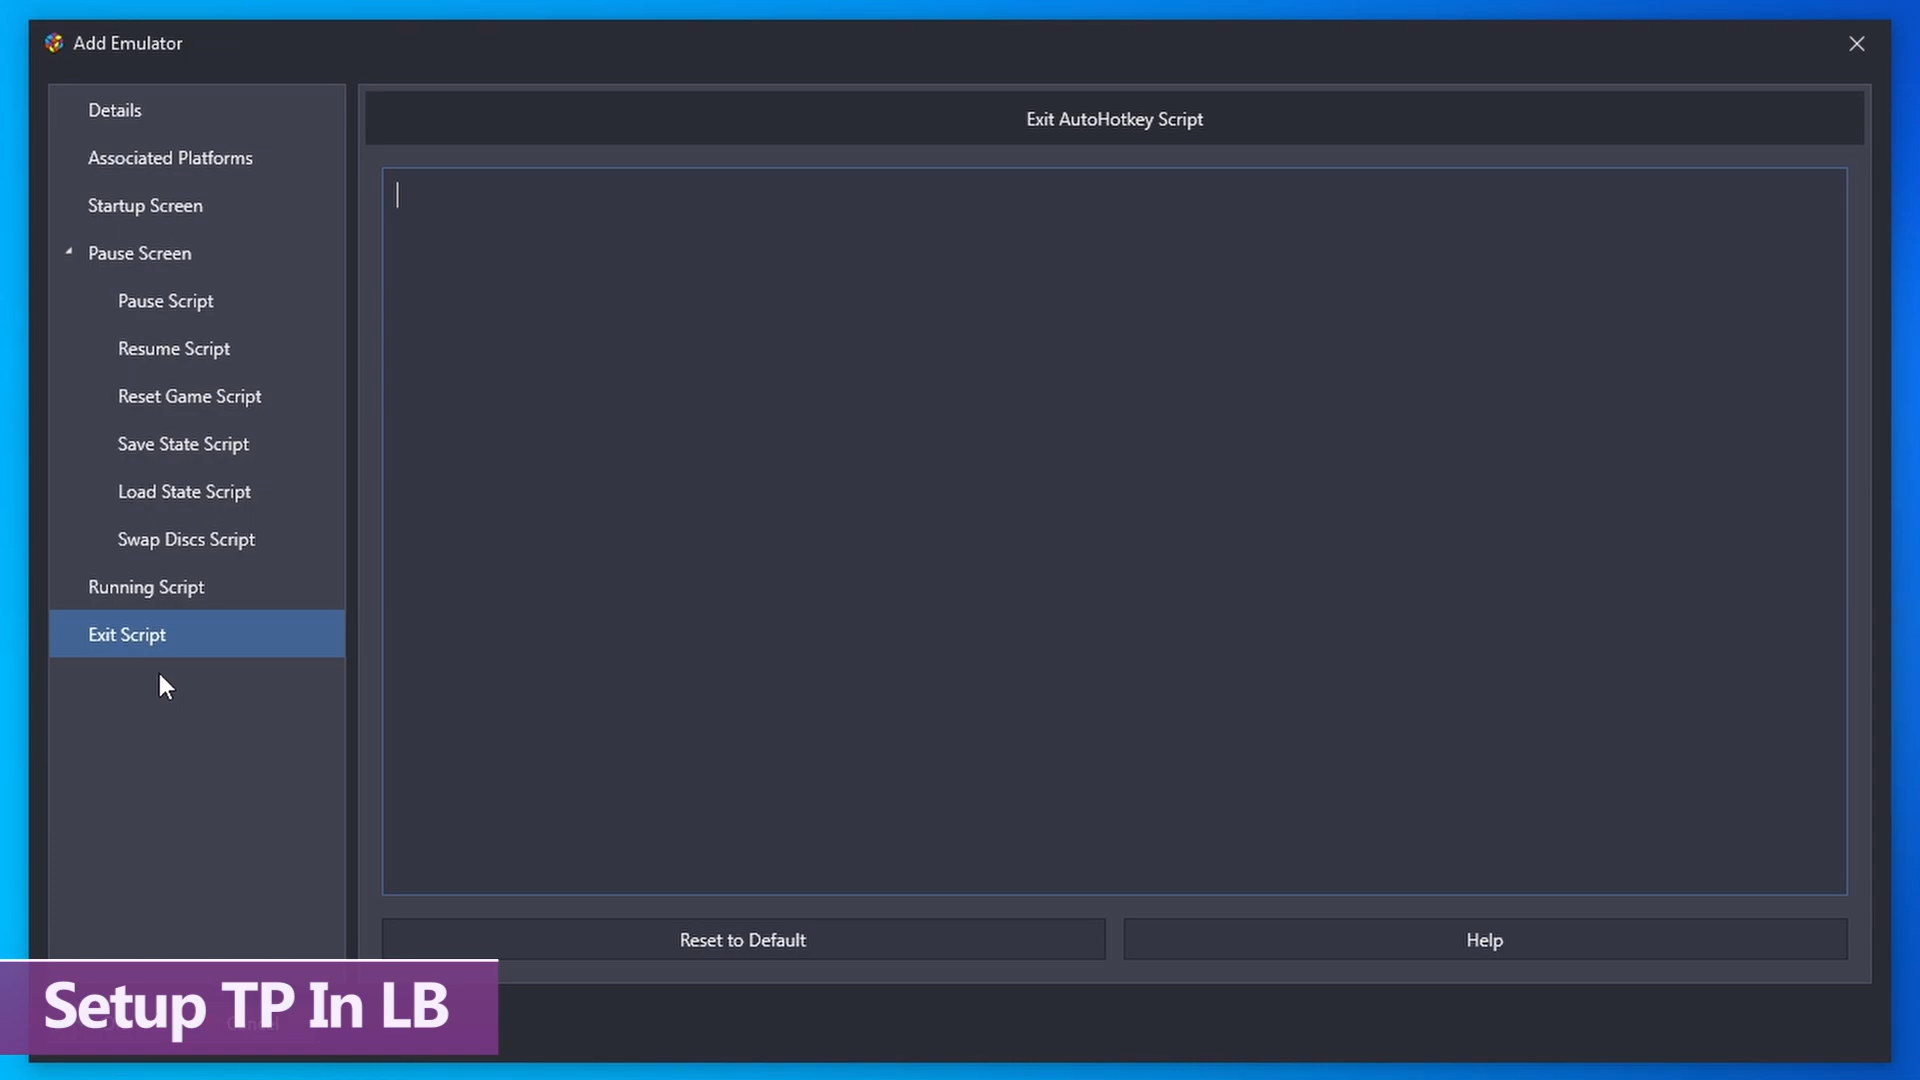 Add Emulator
Details
Associated Platforms
Startup Screen
Pause Screen
Pause Script
Resume Script
Reset Game Script
Save State Script
Load State Script
Swap Discs Script
Running Script
Exit Script
Exit AutoHotkey Script
Reset to Default
Help
Setup TP In LB
Cancel